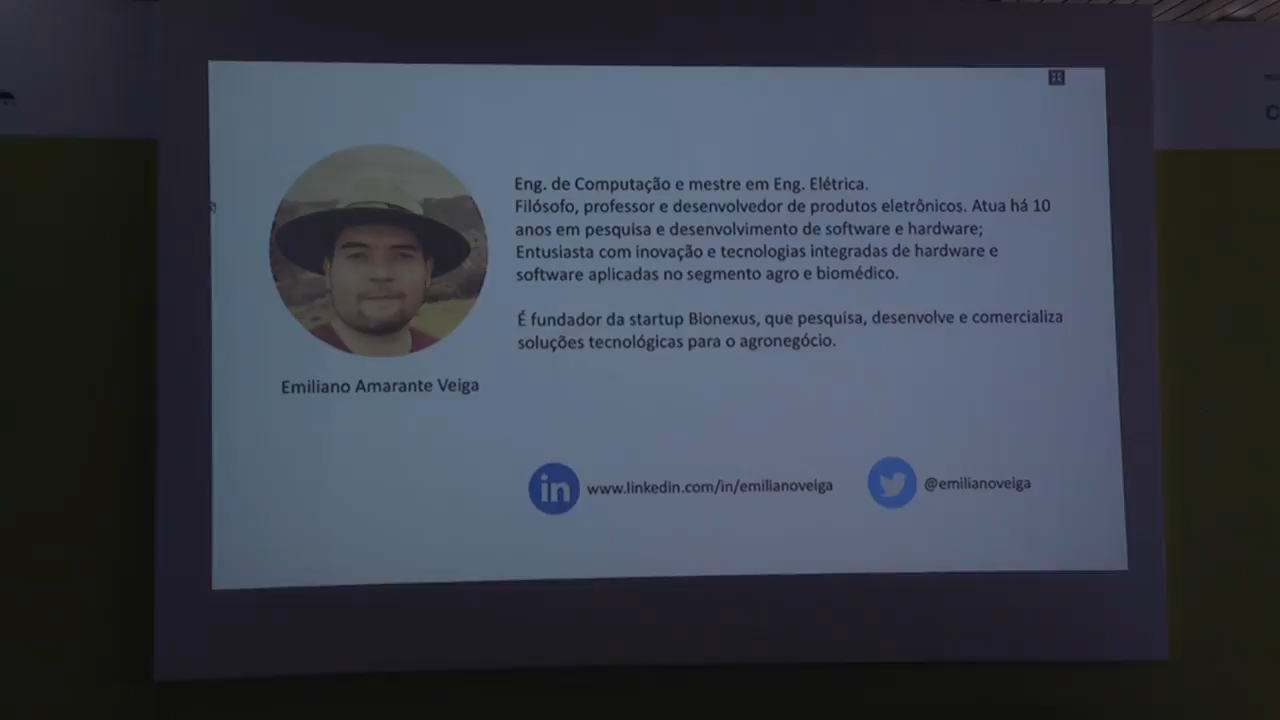 Eng. de Computação e mestre em Eng. Elétrica.
Filósofo, professor e desenvolvedor de produtos eletrônicos. Atua há 10
anos em pesquisa e desenvolvimento de software e hardware;
Entusiasta com inovação e tecnologias integradas de hardware e
software aplicadas no segmento agro e biomédico.
É fundador da startup Bionexus, que pesquisa, desenvolve e comercializa
soluções tecnológicas para o agronegócio.
Emiliano Amarante Veiga
in www.linkedin.com/in/emilianoveiga
@emilianoveiga